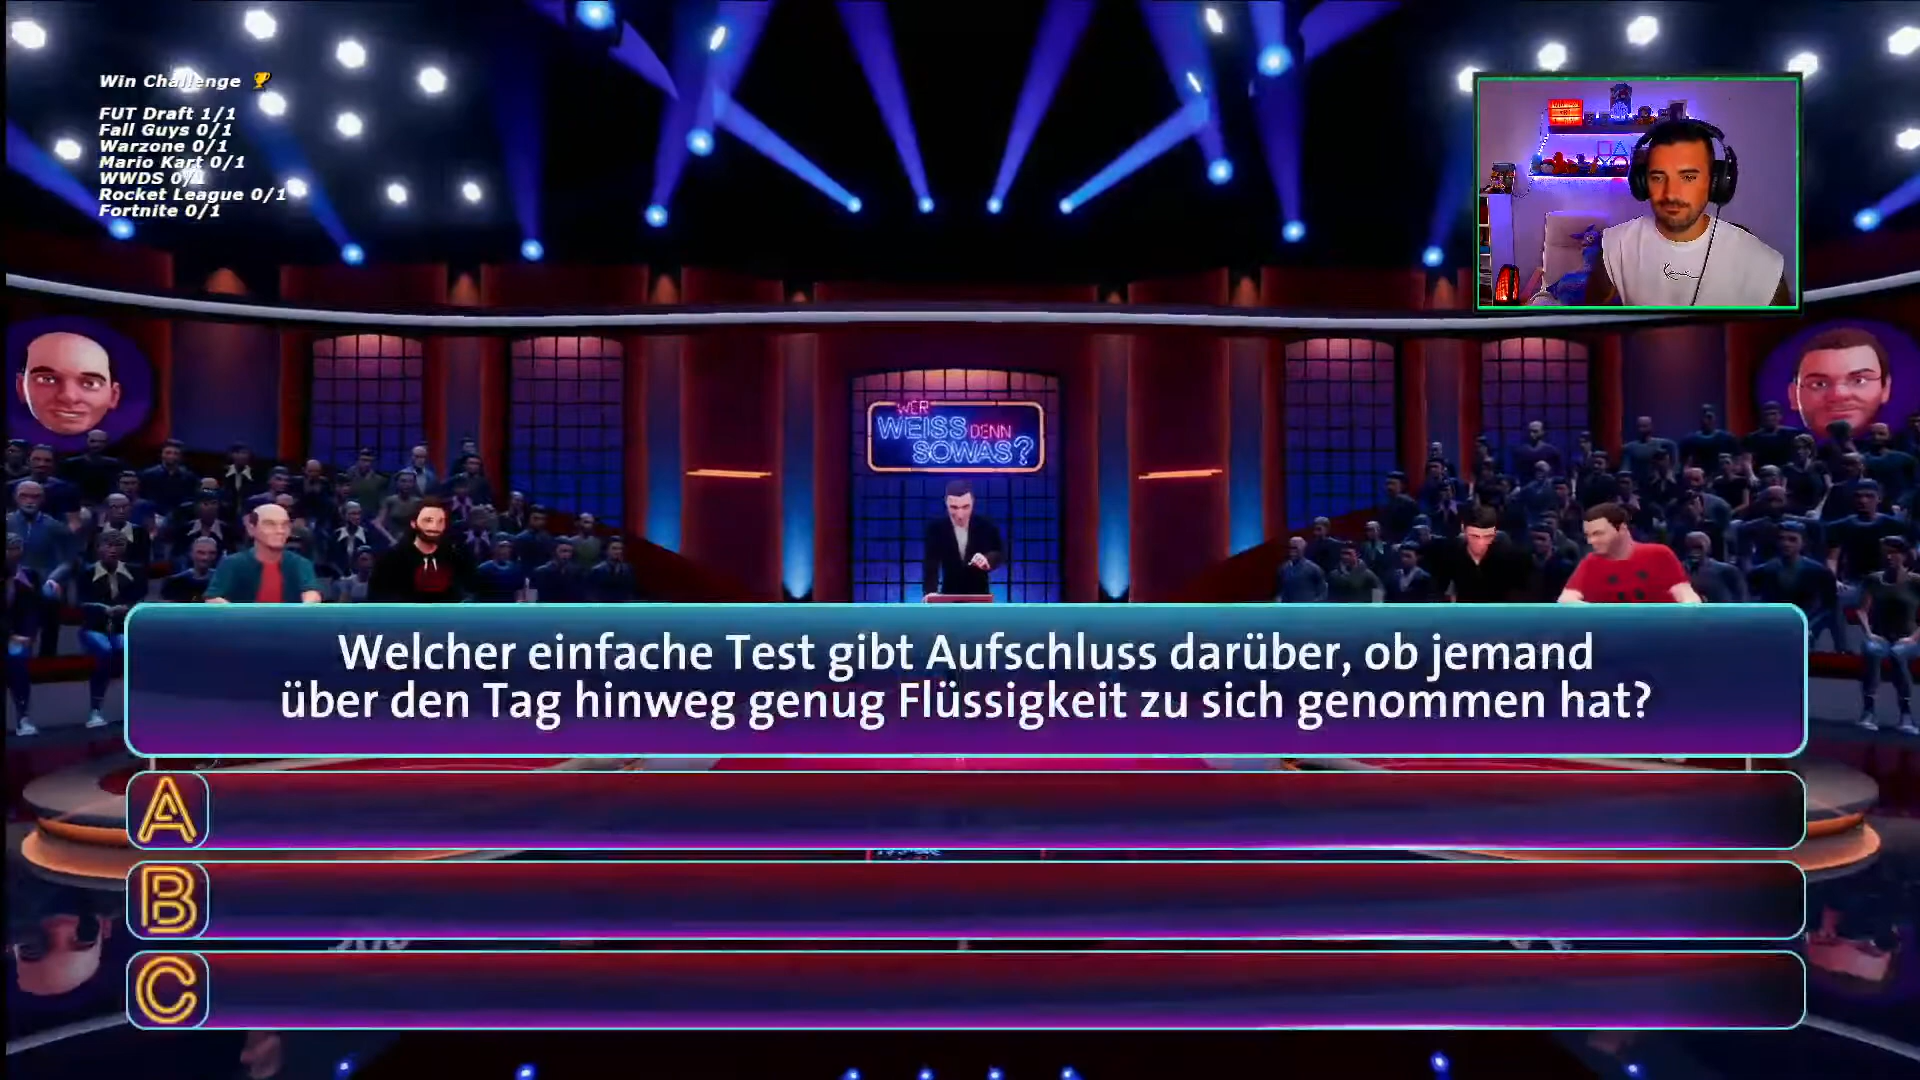 Win Challenge 🏆
FUT Draft 1/1
Fall Guys 0/1
Warzone 0/1
Mario Kart 0/1
WWDS 0/1
Rocket League 0/1
Fortnite 0/1
WER
WEISS DENN
SOWAS?
Welcher einfache Test gibt Aufschluss darüber, ob jemand
über den Tag hinweg genug Flüssigkeit zu sich genommen hat?
A
B
C